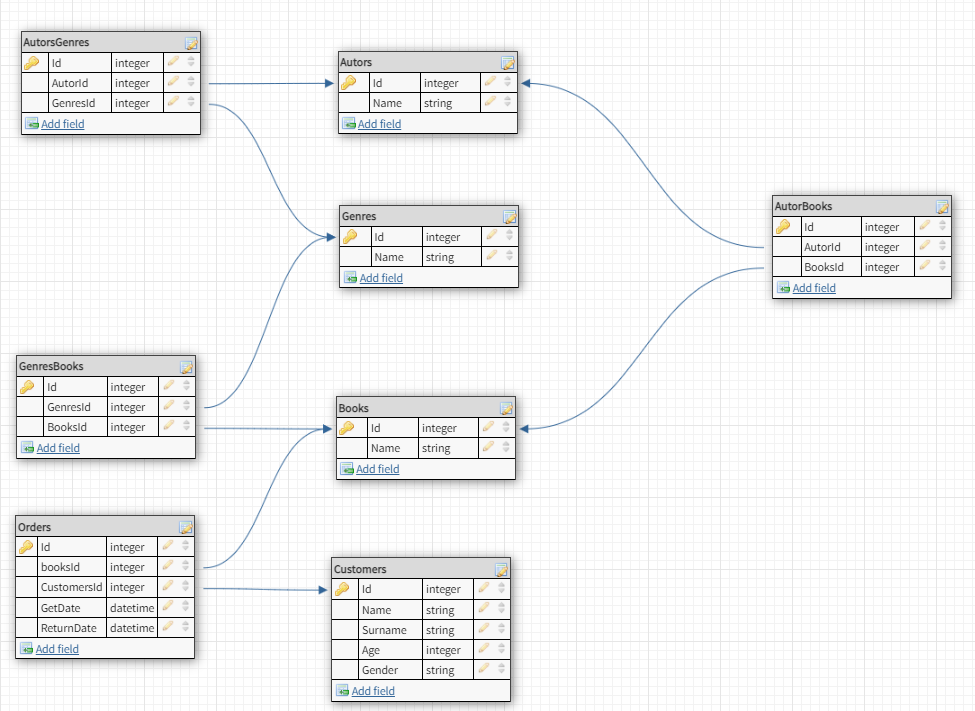 AutorsGenres
Id integer
AutorId integer
GenresId integer
Add field
Autors
Id integer
Name string
Add field
Genres
Id integer
Name string
Add field
AutorBooks
Id integer
AutorId integer
BooksId integer
Add field
GenresBooks
Id integer
GenresId integer
BooksId integer
Add field
Books
Id integer
Name string
Add field
Orders
Id integer
booksId integer
CustomersId integer
GetDate datetime
ReturnDate datetime
Add field
Customers
Id integer
Name string
Surname string
Age integer
Gender string
Add field